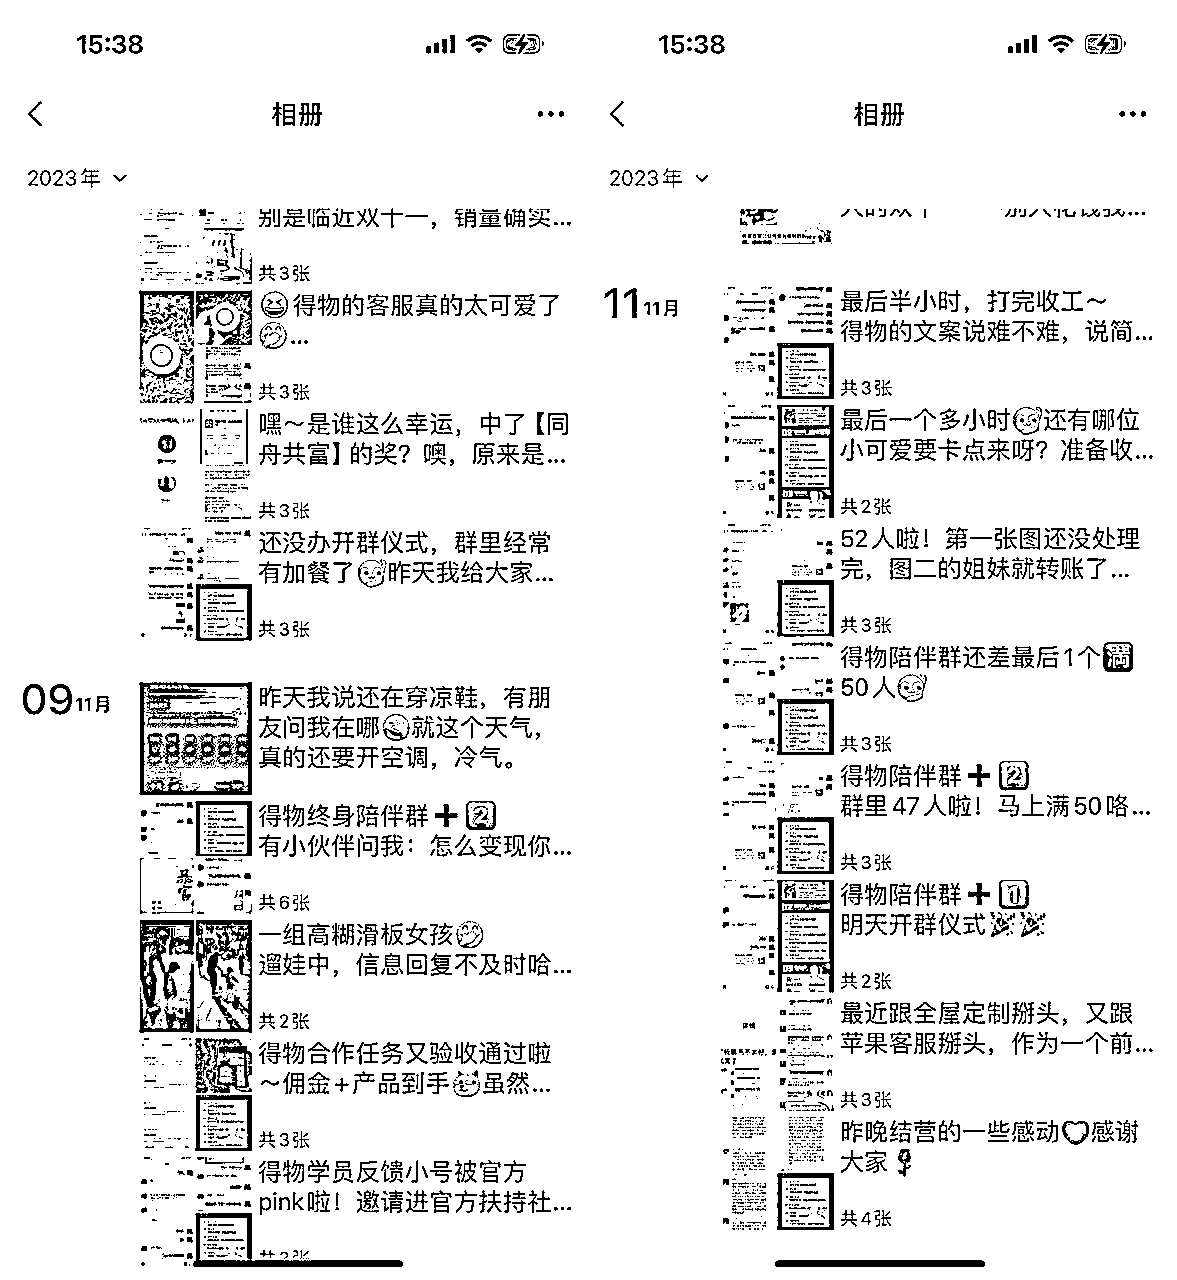 15:38
相册
2023年
别是临近双十一，销量确实...
共3张
😆得物的客服真的太可爱了
🤭...
共3张
嘿～是谁这么幸运，中了【同
舟共富】的奖？噢，原来是...
共3张
还没办开群仪式，群里经常
有加餐了😏昨天我给大家...
共3张
09 11月
昨天我说还在穿凉鞋，有朋
友问我在哪🤣就这个天气，
真的还要开空调，冷气。
得物终身陪伴群➕2️⃣
有小伙伴问我：怎么变现你...
共6张
一组高糊滑板女孩🤭
遛娃中，信息回复不及时哈...
共2张
得物合作任务又验收通过啦
～佣金+产品到手😏虽然...
共3张
得物学员反馈小号被官方
pink啦！邀请进官方扶持社...
共3张
15:38
相册
2023年
11 11月
最后半小时，打完收工～
得物的文案说难不难，说简...
共3张
最后一个多小时😏还有哪位
小可爱要卡点来呀？准备收...
共2张
52人啦！第一张图还没处理
完，图二的姐妹就转账了...
共3张
得物陪伴群还差最后1个🈵
50人😏
共3张
得物陪伴群➕2️⃣
群里47人啦！马上满50咯...
共3张
得物陪伴群➕1️⃣
明天开群仪式🎉🎉
共2张
最近跟全屋定制掰头，又跟
苹果客服掰头，作为一个前...
共3张
昨晚结营的一些感动❤感谢
大家🌹
共4张